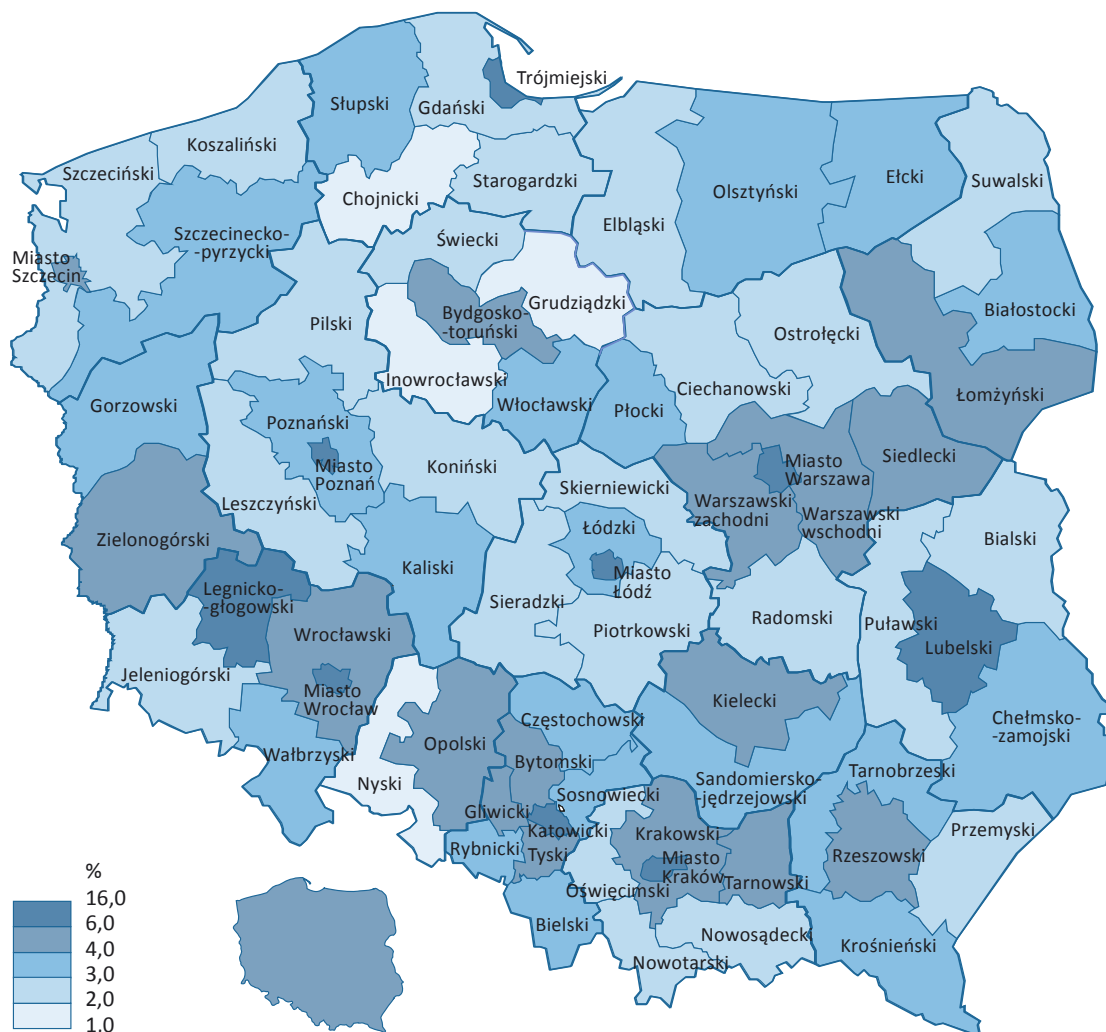 Trójmiejski
Słupski
Gdański
Koszaliński
Szczeciński
Chojnicki
Starogardzki
Olsztyński
Ełcki
Suwalski
Elbląski
Szczecinecko-
-pyrzycki
Świecki
Miasto
Szczecin
Grudziądzki
Bydgosko-
-toruński
Białostocki
Pilski
Ostrołęcki
Inowrocławski
Ciechanowski
Łomżyński
Gorzowski
Włocławski
Płocki
Poznański
Miasto
Poznań
Koniński
Siedlecki
Miasto
Warszawa
Skierniewicki
Warszawski
zachodni
Warszawski
wschodni
Leszczyński
Łódzki
Zielonogórski
Bialski
Kaliski
Miasto
Łódź
Legnicko-
-głogowski
Sieradzki
Piotrkowski
Radomski
Puławski
Lubelski
Wrocławski
Jeleniogórski
Miasto
Wrocław
Kielecki
Częstochowski
Chełmsko-
-zamojski
Opolski
Wałbrzyski
Bytomski
Nyski
Sandomiersko-
-jędrzejowski
Tarnobrzeski
Sosnowiecki
Gliwicki
Katowicki
Krakowski
Przemyski
Rybnicki
Tyski
Miasto
Kraków
Rzeszowski
Tarnowski
Oświęcimski
Bielski
Nowosądecki
Krośnieński
Nowotarski
%
16,0
6,0
4,0
3,0
2,0
1,0